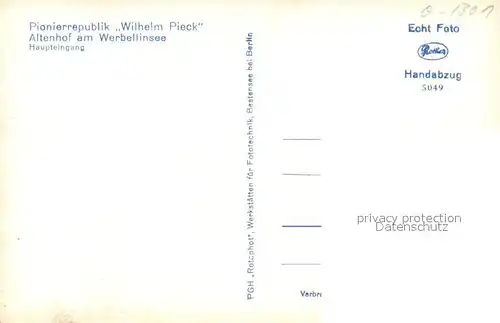 Pionierrepublik „Wilhelm Pieck"
Altenhof am Werbellinsee
Haupteingang
PGH „Rotophot", Werkstätten für Fototechnik, Bestensee bei Berlin
Echt Foto
Handabzug
5049
privacy protection
Datenschutz
Verbr